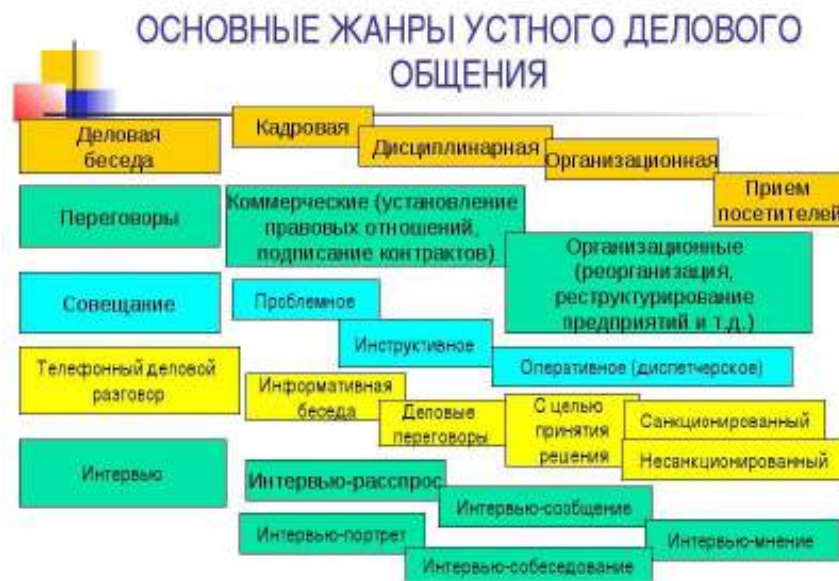 ОСНОВНЫЕ ЖАНРЫ УСТНОГО ДЕЛОВОГО
ОБЩЕНИЯ
Деловая
беседа
Кадровая
Дисциплинарная
Организационная
Прием
посетителей
Переговоры
Коммерческие (установление
правовых отношений,
подписание контрактов)
Организационные
(реорганизация,
реструктурирование
предприятий и т.д.)
Совещание
Проблемное
Инструктивное
Оперативное (диспетчерское)
Телефонный деловой
разговор
Информативная
беседа
Деловые
переговоры
С целью
принятия
решения
Санкционированный
Несанкционированный
Интервью
Интервью-расспрос
Интервью-сообщение
Интервью-портрет
Интервью-мнение
Интервью-собеседование